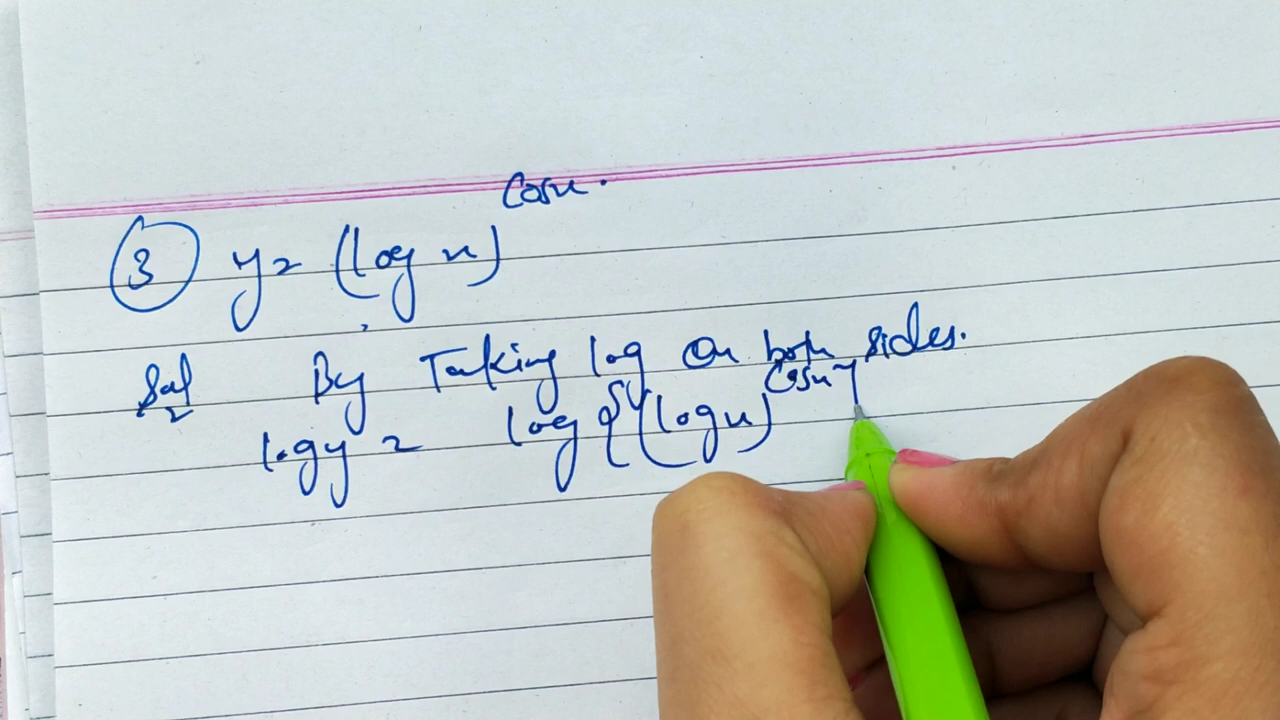 ③ y = (log x)^cosx.
Sol By Taking log on both sides.
log y = log {(log x)^cosx}